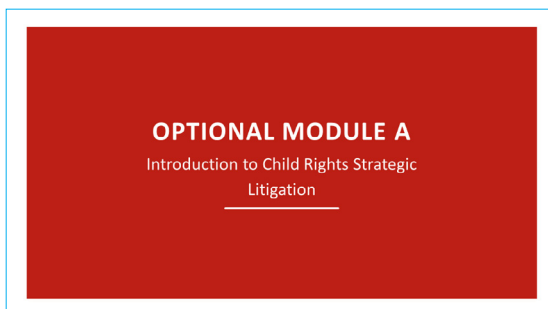 OPTIONAL MODULE A
Introduction to Child Rights Strategic
Litigation